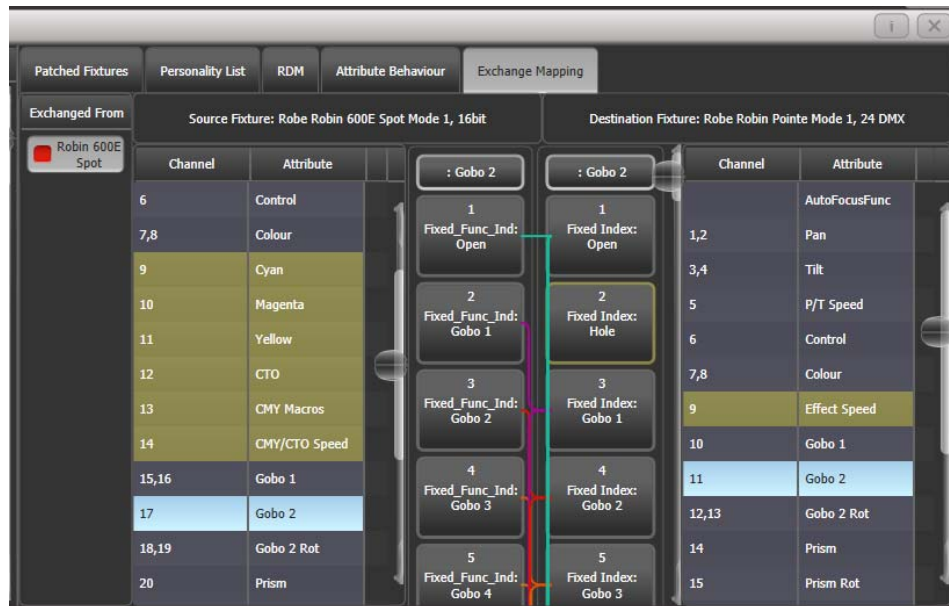 i
Patched Fixtures
Personality List
RDM
Attribute Behaviour
Exchange Mapping
Exchanged From
Source Fixture: Robe Robin 600E Spot Mode 1, 16bit
Destination Fixture: Robe Robin Pointe Mode 1, 24 DMX
Robin 600E
Spot
Channel Attribute
6 Control
7,8 Colour
9 Cyan
10 Magenta
11 Yellow
12 CTO
13 CMY Macros
14 CMY/CTO Speed
15,16 Gobo 1
17 Gobo 2
18,19 Gobo 2 Rot
20 Prism
: Gobo 2
1
Fixed_Func_Ind:
Open
2
Fixed_Func_Ind:
Gobo 1
3
Fixed_Func_Ind:
Gobo 2
4
Fixed_Func_Ind:
Gobo 3
5
Fixed_Func_Ind:
Gobo 4
: Gobo 2
1
Fixed Index:
Open
2
Fixed Index:
Hole
3
Fixed Index:
Gobo 1
4
Fixed Index:
Gobo 2
5
Fixed Index:
Gobo 3
Channel Attribute
AutoFocusFunc
1,2 Pan
3,4 Tilt
5 P/T Speed
6 Control
7,8 Colour
9 Effect Speed
10 Gobo 1
11 Gobo 2
12,13 Gobo 2 Rot
14 Prism
15 Prism Rot